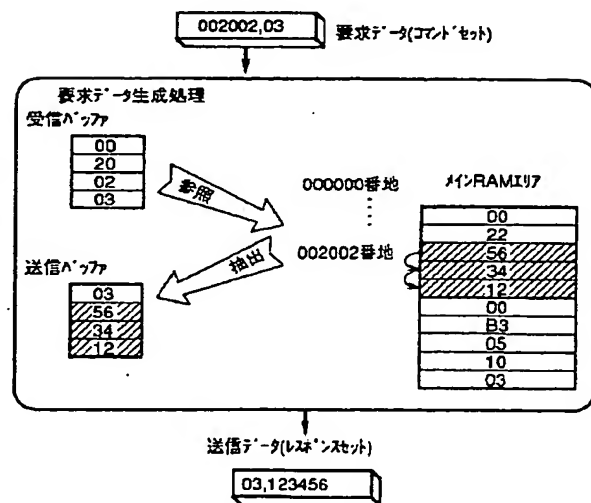 002002,03
要求ﾃﾞｰﾀ(ｺﾏﾝﾄﾞｾｯﾄ)
要求ﾃﾞｰﾀ生成処理
受信ﾊﾞｯﾌｧ
00
20
02
03
参照
000000番地
002002番地
抽出
送信ﾊﾞｯﾌｧ
03
56
34
12
ﾒｲﾝRAMｴﾘｱ
00
22
56
34
12
00
B3
05
10
03
送信ﾃﾞｰﾀ(ﾚｽﾎﾟﾝｽｾｯﾄ)
03,123456